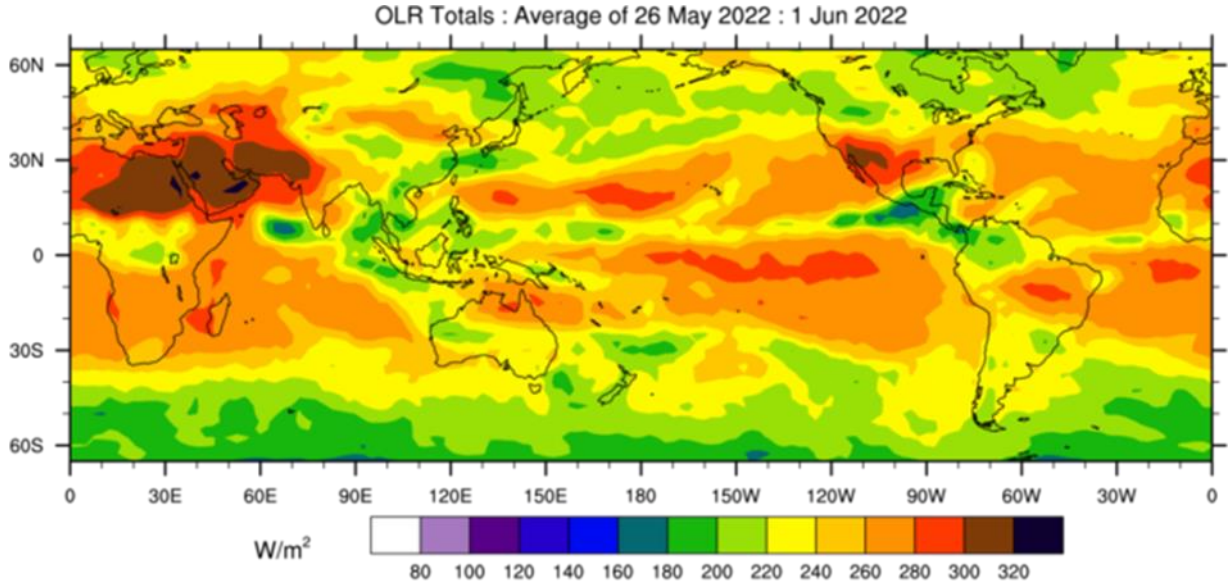 OLR Totals : Average of 26 May 2022 : 1 Jun 2022
60N
30N
0
30S
60S
0 30E 60E 90E 120E 150E 180 150W 120W 90W 60W 30W 0
W/m²
80 100 120 140 160 180 200 220 240 260 280 300 320